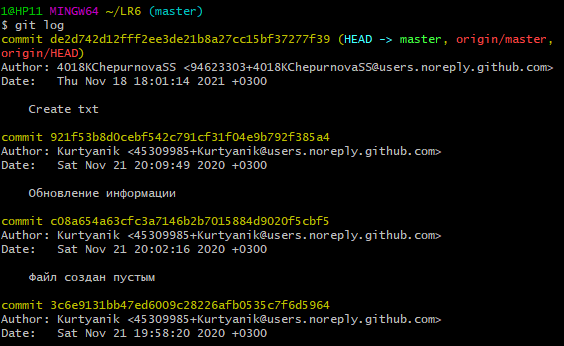 1@HP11 MINGW64 ~/LR6 (master)
$ git log
commit de2d742d12fff2ee3de21b8a27cc15bf37277f39 (HEAD -> master, origin/master,
origin/HEAD)
Author: 4018KChepurnovaSS <94623303+4018KChepurnovaSS@users.noreply.github.com>
Date:   Thu Nov 18 18:01:14 2021 +0300
    Create txt
commit 921f53b8d0cebf542c791cf31f04e9b792f385a4
Author: Kurtyanik <45309985+Kurtyanik@users.noreply.github.com>
Date:   Sat Nov 21 20:09:49 2020 +0300
    Обновление информации
commit c08a654a63cfc3a7146b2b7015884d9020f5cbf5
Author: Kurtyanik <45309985+Kurtyanik@users.noreply.github.com>
Date:   Sat Nov 21 20:02:16 2020 +0300
    Файл создан пустым
commit 3c6e9131bb47ed6009c28226afb0535c7f6d5964
Author: Kurtyanik <45309985+Kurtyanik@users.noreply.github.com>
Date:   Sat Nov 21 19:58:20 2020 +0300